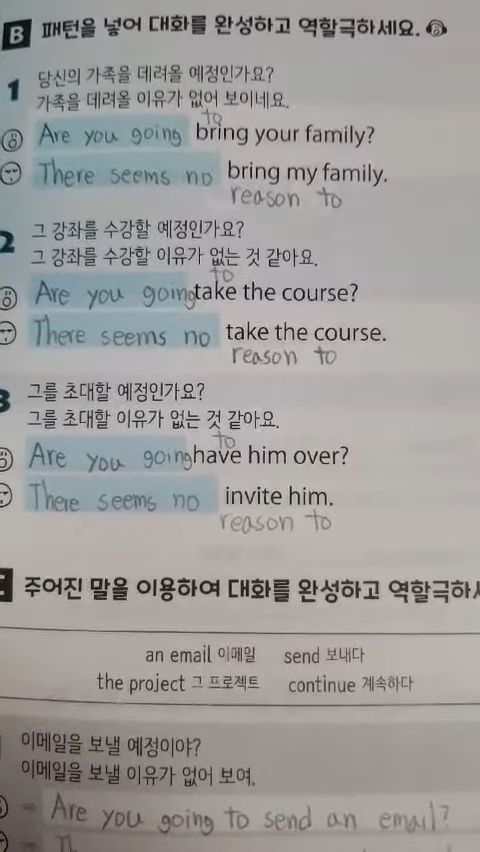 B 패턴을 넣어 대화를 완성하고 역할극하세요.
1 당신의 가족을 데려올 예정인가요?
가족을 데려올 이유가 없어 보이네요.
Are you going to bring your family?
There seems no reason to bring my family.
2 그 강좌를 수강할 예정인가요?
그 강좌를 수강할 이유가 없는 것 같아요.
Are you going to take the course?
There seems no reason to take the course.
3 그를 초대할 예정인가요?
그를 초대할 이유가 없는 것 같아요.
Are you going to have him over?
There seems no reason to invite him.
주어진 말을 이용하여 대화를 완성하고 역할극하
an email 이메일 send 보내다
the project 그 프로젝트 continue 계속하다
이메일을 보낼 예정이야?
이메일을 보낼 이유가 없어 보여.
→ Are you going to send an email?